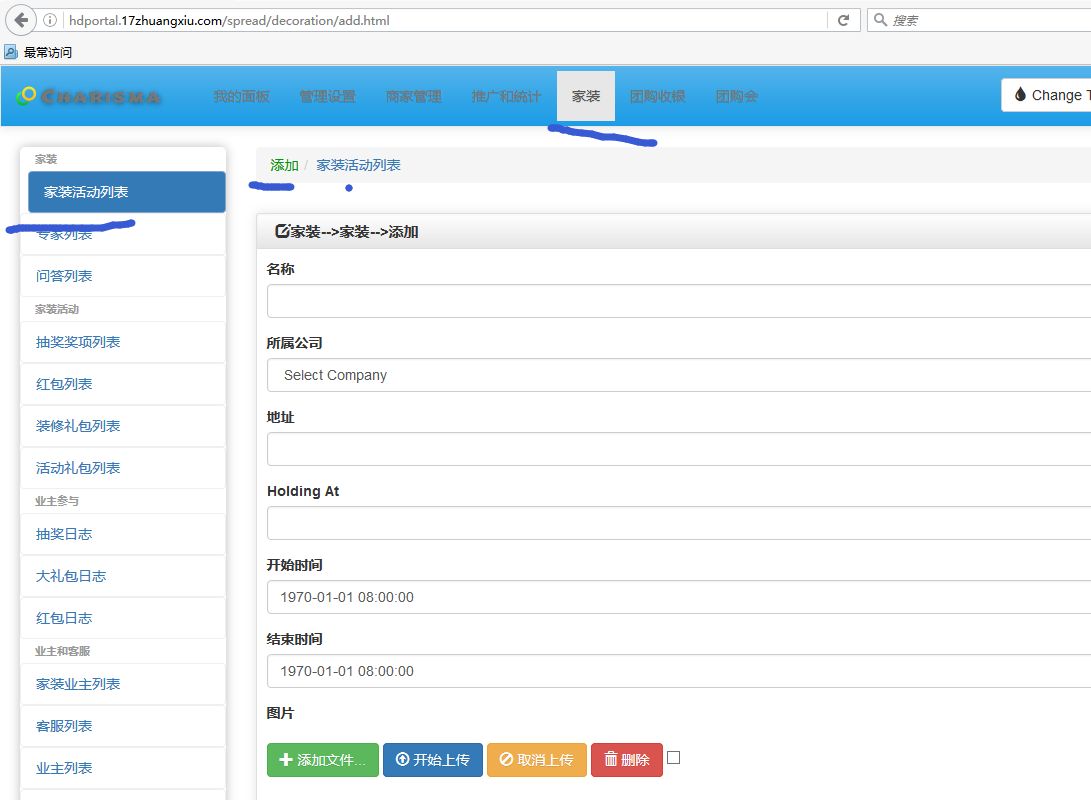 hdportal.17zhuangxiu.com/spread/decoration/add.html
搜索
最常访问
CHARISMA 我的面板 管理设置 商家管理 推广和统计 家装 团购收模 团购会 Change T
家装
家装活动列表
专家列表
问答列表
家装活动
抽奖奖项列表
红包列表
装修礼包列表
活动礼包列表
业主参与
抽奖日志
大礼包日志
红包日志
业主和客服
家装业主列表
客服列表
业主列表
添加 / 家装活动列表
家装-->家装-->添加
名称
所属公司
Select Company
地址
Holding At
开始时间
1970-01-01 08:00:00
结束时间
1970-01-01 08:00:00
图片
添加文件... 开始上传 取消上传 删除